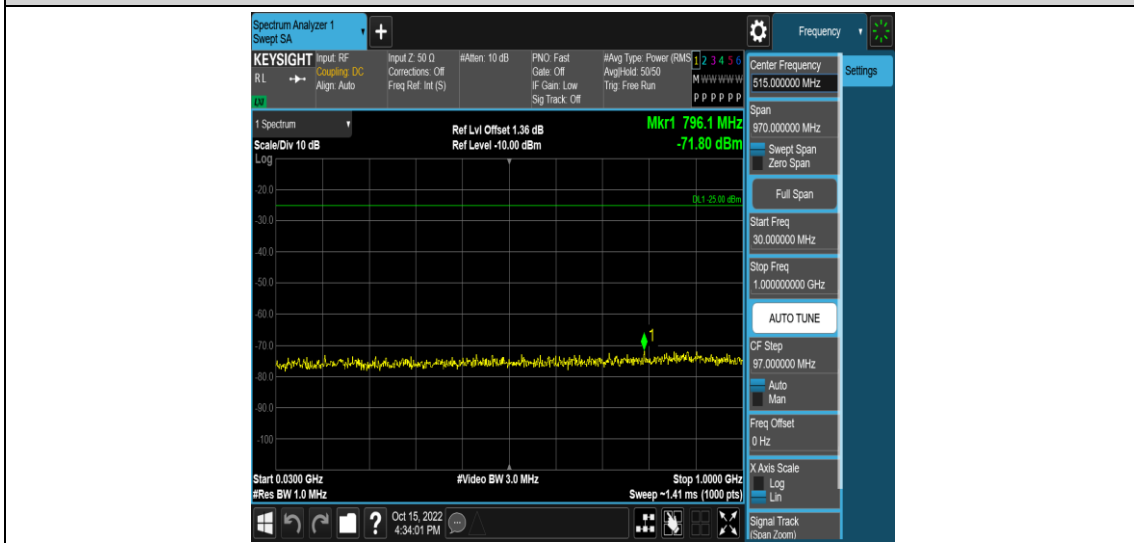 Spectrum Analyzer 1
Swept SA
+
Frequency
KEYSIGHT
RL
LXI
Input: RF
Coupling: DC
Align: Auto
Input Z: 50 Ω
Corrections: Off
Freq Ref: Int (S)
#Atten: 10 dB
PNO: Fast
Gate: Off
IF Gain: Low
Sig Track: Off
#Avg Type: Power (RMS
Avg|Hold: 50/50
Trig: Free Run
1 2 3 4 5 6
M W W W W W
P P P P P P
1 Spectrum
Scale/Div 10 dB
Ref Lvl Offset 1.36 dB
Ref Level -10.00 dBm
Mkr1 796.1 MHz
-71.80 dBm
Log
DL1 -25.00 dBm
-20.0
-30.0
-40.0
-50.0
-60.0
-70.0
-80.0
-90.0
-100
1
Start 0.0300 GHz
#Res BW 1.0 MHz
#Video BW 3.0 MHz
Stop 1.0000 GHz
Sweep ~1.41 ms (1000 pts)
Center Frequency
515.000000 MHz
Settings
Span
970.000000 MHz
Swept Span
Zero Span
Full Span
Start Freq
30.000000 MHz
Stop Freq
1.000000000 GHz
AUTO TUNE
CF Step
97.000000 MHz
Auto
Man
Freq Offset
0 Hz
X Axis Scale
Log
Lin
Signal Track
(Span Zoom)
?
Oct 15, 2022
4:34:01 PM